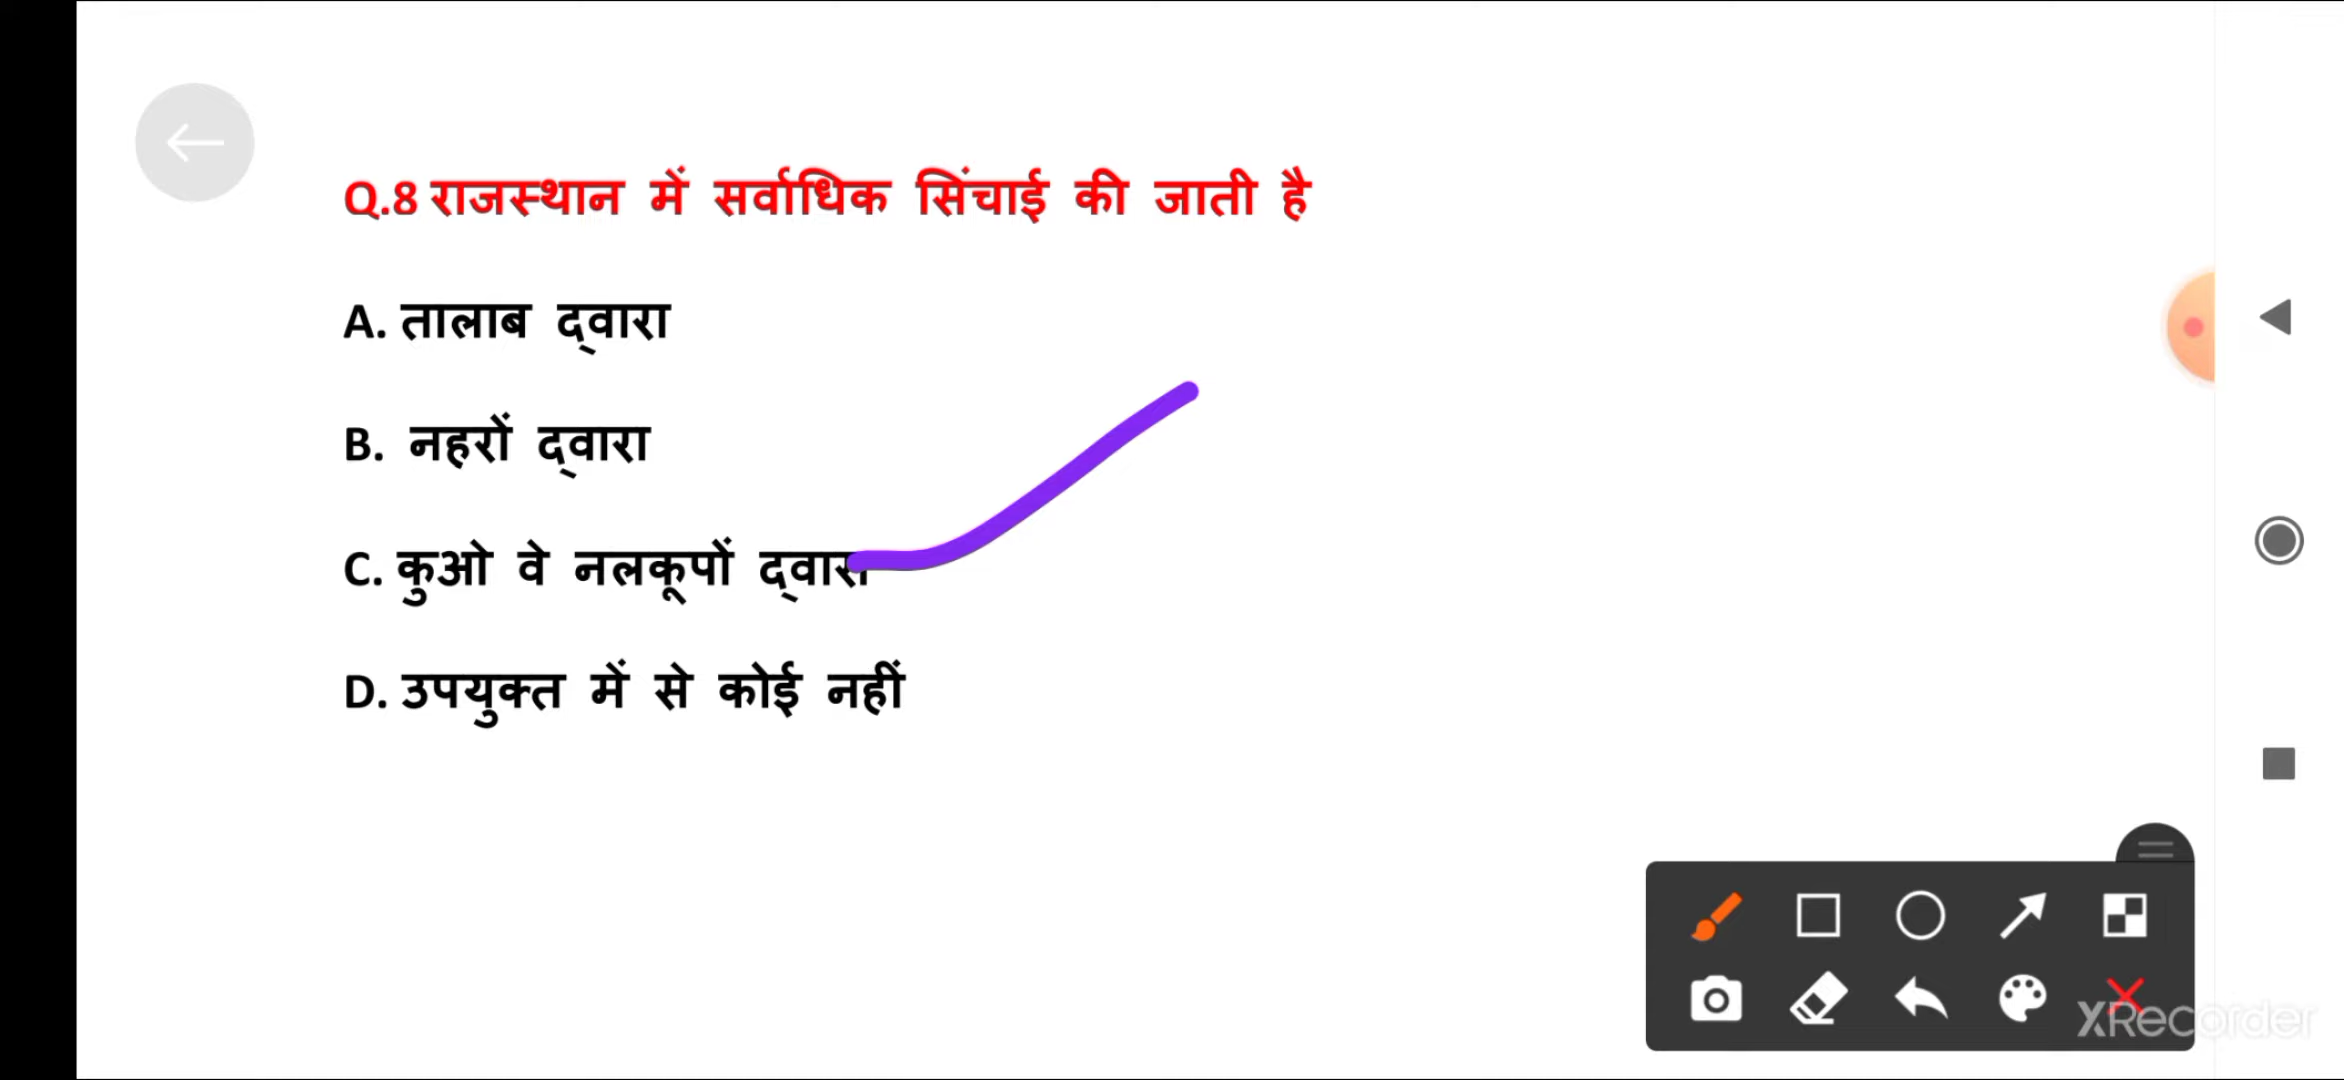 Q.8 राजस्थान में सर्वाधिक सिंचाई की जाती है
A. तालाब द्वारा
B. नहरों द्वारा
C. कुओ वे नलकूपों द्वारा
D. उपयुक्त में से कोई नहीं
XRecorder